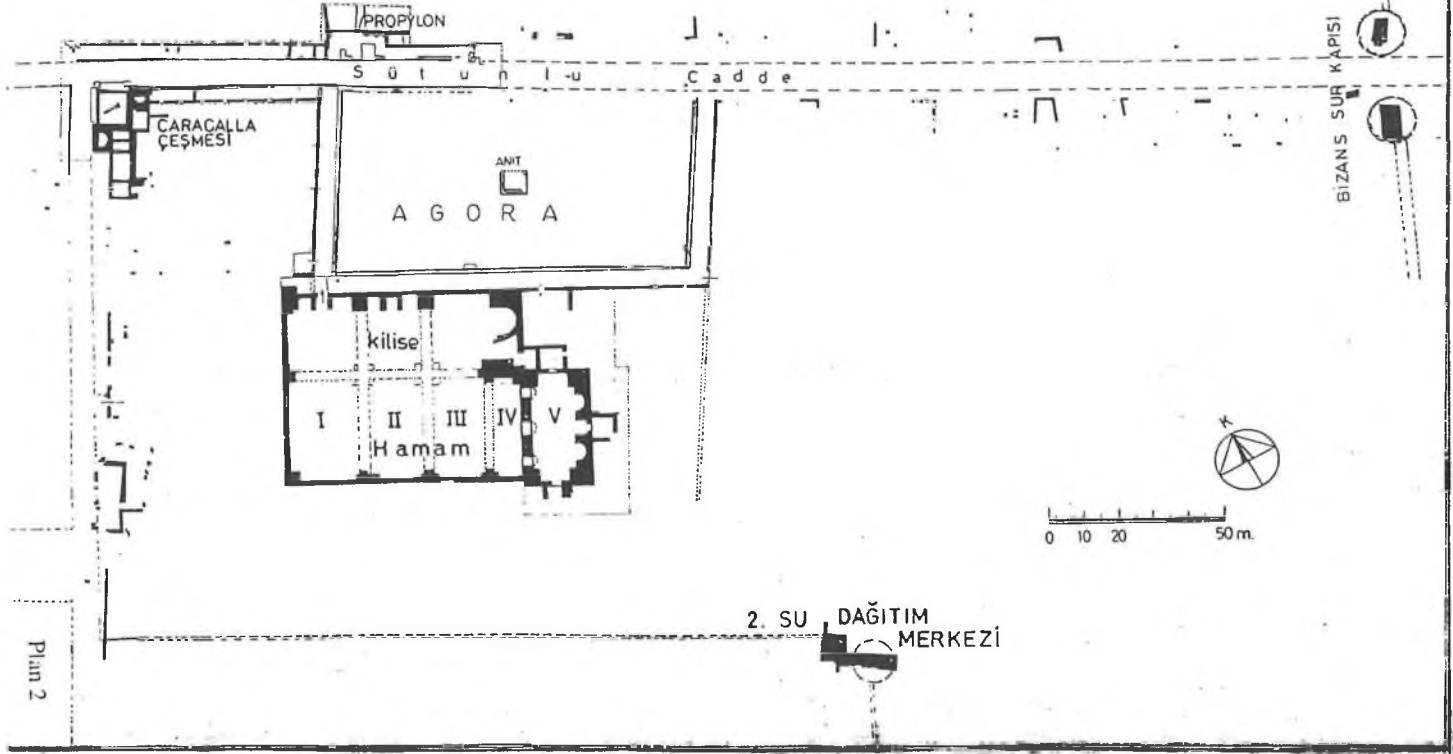 PROPYLON
Sütunlu Cadde
BİZANS SUR KAPISI
CARACALLA
ÇEŞMESİ
ANIT
AGORA
kilise
I II III IV V
Hamam
K
0 10 20 50 m.
2. SU DAĞITIM
MERKEZİ
Plan 2